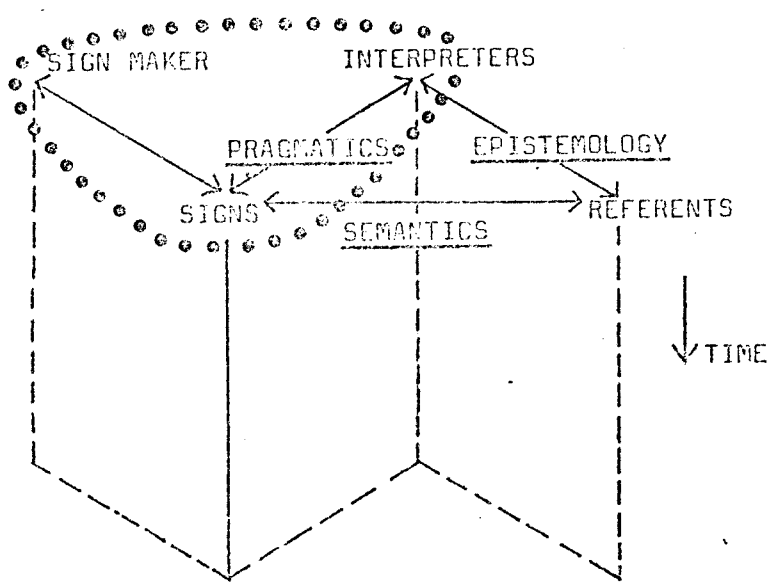 SIGN MAKER
INTERPRETERS
PRAGMATICS
EPISTEMOLOGY
SIGNS
REFERENTS
SEMANTICS
TIME